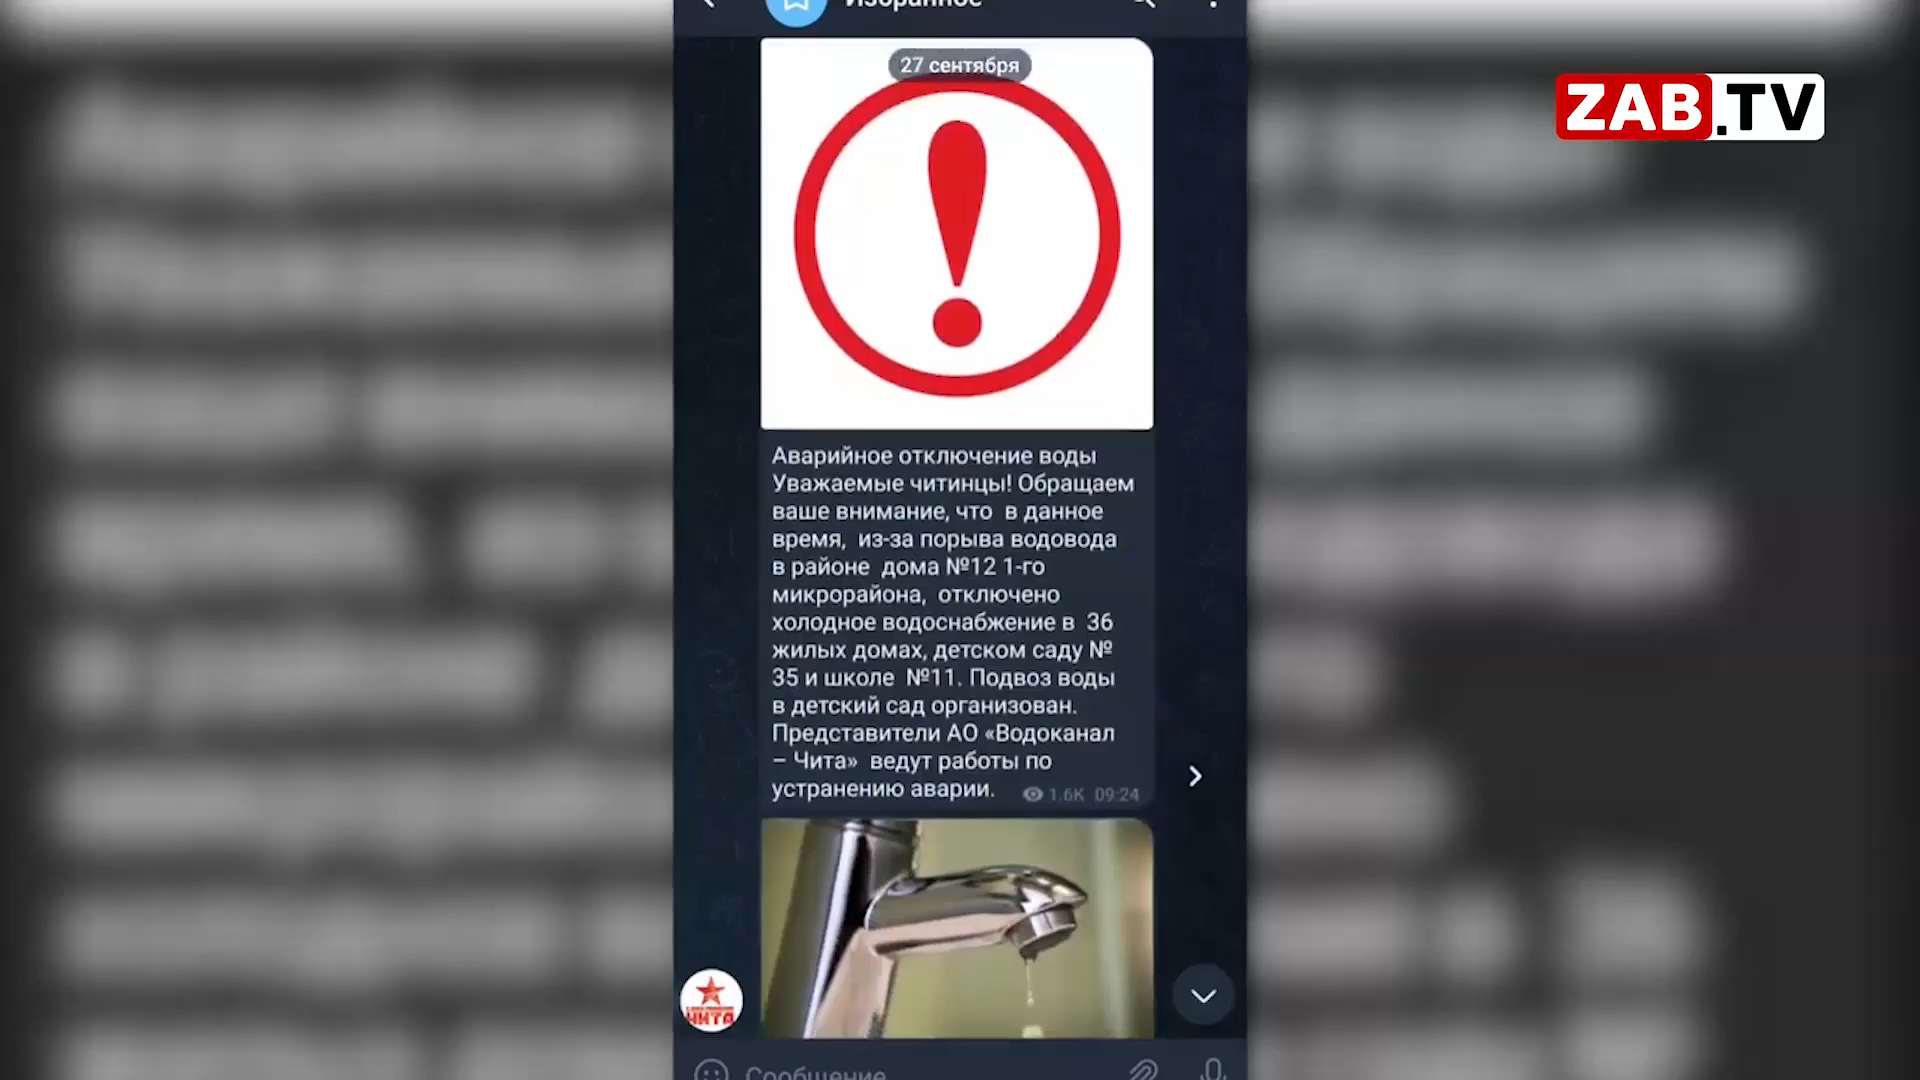 Избранное
27 сентября
ZAB.TV
Аварийное отключение воды
Уважаемые читинцы! Обращаем
ваше внимание, что в данное
время, из-за порыва водовода
в районе дома №12 1-го
микрорайона, отключено
холодное водоснабжение в 36
жилых домах, детском саду №
35 и школе №11. Подвоз воды
в детский сад организован.
Представители АО «Водоканал
– Чита» ведут работы по
устранению аварии.
1.6K 09:24
ЧИТА
Сообщение